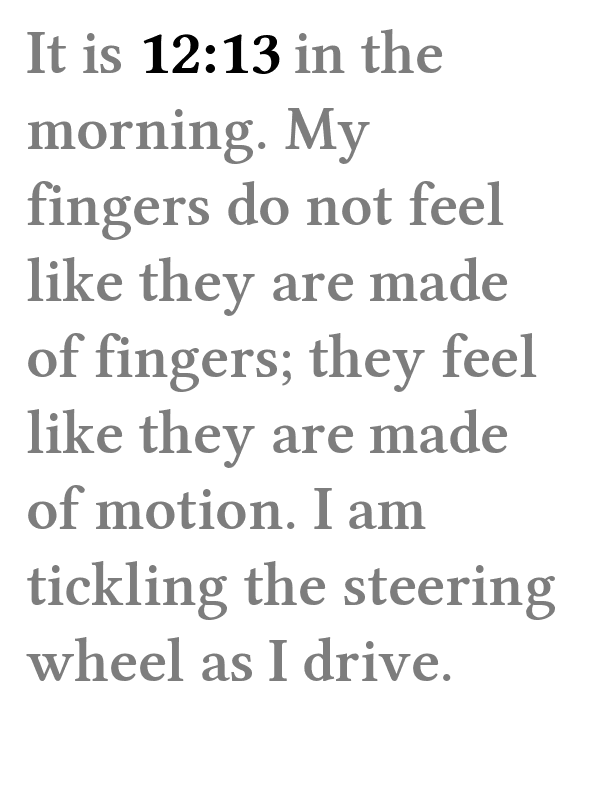 It is 12:13 in the
morning. My
fingers do not feel
like they are made
of fingers; they feel
like they are made
of motion. I am
tickling the steering
wheel as I drive.